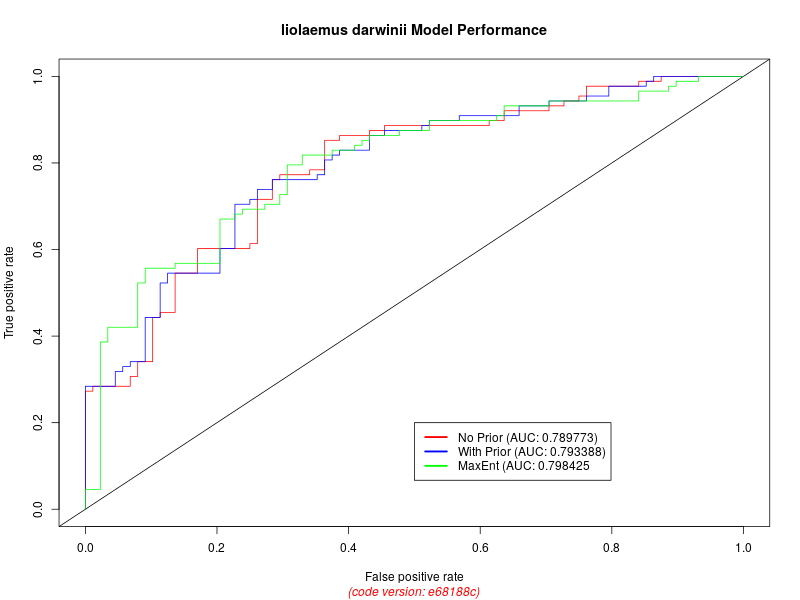 liolaemus darwinii Model Performance
True positive rate
1.0
0.8
0.6
0.4
0.2
0.0
No Prior (AUC: 0.789773)
With Prior (AUC: 0.793388)
MaxEnt (AUC: 0.798425
0.0 0.2 0.4 0.6 0.8 1.0
False positive rate
(code version: e68188c)